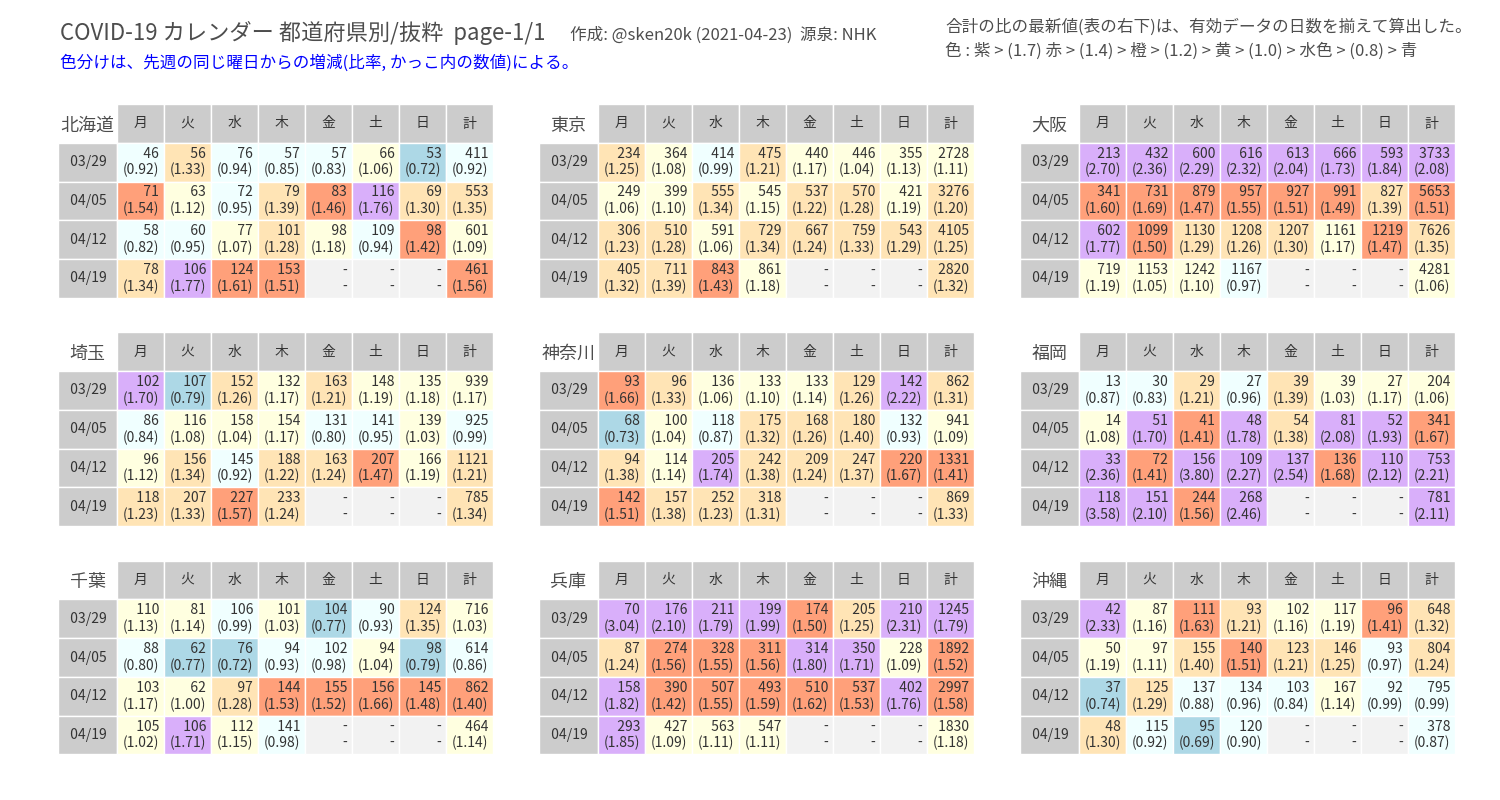 COVID-19 カレンダー 都道府県別/抜粋 page-1/1 作成: @sken20k (2021-04-23) 源泉: NHK
合計の比の最新値(表の右下)は、有効データの日数を揃えて算出した。
色分けは、先週の同じ曜日からの増減(比率, かっこ内の数値)による。
色 : 紫 > (1.7) 赤 > (1.4) > 橙 > (1.2) > 黄 > (1.0) > 水色 > (0.8) > 青
北海道 月 火 水 木 金 土 日 計
03/29 46 56 76 57 57 66 53 411
(0.92) (1.33) (0.94) (0.85) (0.83) (1.06) (0.72) (0.92)
04/05 71 63 72 79 83 116 69 553
(1.54) (1.12) (0.95) (1.39) (1.46) (1.76) (1.30) (1.35)
04/12 58 60 77 101 98 109 98 601
(0.82) (0.95) (1.07) (1.28) (1.18) (0.94) (1.42) (1.09)
04/19 78 106 124 153 - - - 461
(1.34) (1.77) (1.61) (1.51) - - - (1.56)
東京 月 火 水 木 金 土 日 計
03/29 234 364 414 475 440 446 355 2728
(1.25) (1.08) (0.99) (1.21) (1.17) (1.04) (1.13) (1.11)
04/05 249 399 555 545 537 570 421 3276
(1.06) (1.10) (1.34) (1.15) (1.22) (1.28) (1.19) (1.20)
04/12 306 510 591 729 667 759 543 4105
(1.23) (1.28) (1.06) (1.34) (1.24) (1.33) (1.29) (1.25)
04/19 405 711 843 861 - - - 2820
(1.32) (1.39) (1.43) (1.18) - - - (1.32)
大阪 月 火 水 木 金 土 日 計
03/29 213 432 600 616 613 666 593 3733
(2.70) (2.36) (2.29) (2.32) (2.04) (1.73) (1.84) (2.08)
04/05 341 731 879 957 927 991 827 5653
(1.60) (1.69) (1.47) (1.55) (1.51) (1.49) (1.39) (1.51)
04/12 602 1099 1130 1208 1207 1161 1219 7626
(1.77) (1.50) (1.29) (1.26) (1.30) (1.17) (1.47) (1.35)
04/19 719 1153 1242 1167 - - - 4281
(1.19) (1.05) (1.10) (0.97) - - - (1.06)
埼玉 月 火 水 木 金 土 日 計
03/29 102 107 152 132 163 148 135 939
(1.70) (0.79) (1.26) (1.17) (1.21) (1.19) (1.18) (1.17)
04/05 86 116 158 154 131 141 139 925
(0.84) (1.08) (1.04) (1.17) (0.80) (0.95) (1.03) (0.99)
04/12 96 156 145 188 163 207 166 1121
(1.12) (1.34) (0.92) (1.22) (1.24) (1.47) (1.19) (1.21)
04/19 118 207 227 233 - - - 785
(1.23) (1.33) (1.57) (1.24) - - - (1.34)
神奈川 月 火 水 木 金 土 日 計
03/29 93 96 136 133 133 129 142 862
(1.66) (1.33) (1.06) (1.10) (1.14) (1.26) (2.22) (1.31)
04/05 68 100 118 175 168 180 132 941
(0.73) (1.04) (0.87) (1.32) (1.26) (1.40) (0.93) (1.09)
04/12 94 114 205 242 209 247 220 1331
(1.38) (1.14) (1.74) (1.38) (1.24) (1.37) (1.67) (1.41)
04/19 142 157 252 318 - - - 869
(1.51) (1.38) (1.23) (1.31) - - - (1.33)
福岡 月 火 水 木 金 土 日 計
03/29 13 30 29 27 39 39 27 204
(0.87) (0.83) (1.21) (0.96) (1.39) (1.03) (1.17) (1.06)
04/05 14 51 41 48 54 81 52 341
(1.08) (1.70) (1.41) (1.78) (1.38) (2.08) (1.93) (1.67)
04/12 33 72 156 109 137 136 110 753
(2.36) (1.41) (3.80) (2.27) (2.54) (1.68) (2.12) (2.21)
04/19 118 151 244 268 - - - 781
(3.58) (2.10) (1.56) (2.46) - - - (2.11)
千葉 月 火 水 木 金 土 日 計
03/29 110 81 106 101 104 90 124 716
(1.13) (1.14) (0.99) (1.03) (0.77) (0.93) (1.35) (1.03)
04/05 88 62 76 94 102 94 98 614
(0.80) (0.77) (0.72) (0.93) (0.98) (1.04) (0.79) (0.86)
04/12 103 62 97 144 155 156 145 862
(1.17) (1.00) (1.28) (1.53) (1.52) (1.66) (1.48) (1.40)
04/19 105 106 112 141 - - - 464
(1.02) (1.71) (1.15) (0.98) - - - (1.14)
兵庫 月 火 水 木 金 土 日 計
03/29 70 176 211 199 174 205 210 1245
(3.04) (2.10) (1.79) (1.99) (1.50) (1.25) (2.31) (1.79)
04/05 87 274 328 311 314 350 228 1892
(1.24) (1.56) (1.55) (1.56) (1.80) (1.71) (1.09) (1.52)
04/12 158 390 507 493 510 537 402 2997
(1.82) (1.42) (1.55) (1.59) (1.62) (1.53) (1.76) (1.58)
04/19 293 427 563 547 - - - 1830
(1.85) (1.09) (1.11) (1.11) - - - (1.18)
沖縄 月 火 水 木 金 土 日 計
03/29 42 87 111 93 102 117 96 648
(2.33) (1.16) (1.63) (1.21) (1.16) (1.19) (1.41) (1.32)
04/05 50 97 155 140 123 146 93 804
(1.19) (1.11) (1.40) (1.51) (1.21) (1.25) (0.97) (1.24)
04/12 37 125 137 134 103 167 92 795
(0.74) (1.29) (0.88) (0.96) (0.84) (1.14) (0.99) (0.99)
04/19 48 115 95 120 - - - 378
(1.30) (0.92) (0.69) (0.90) - - - (0.87)